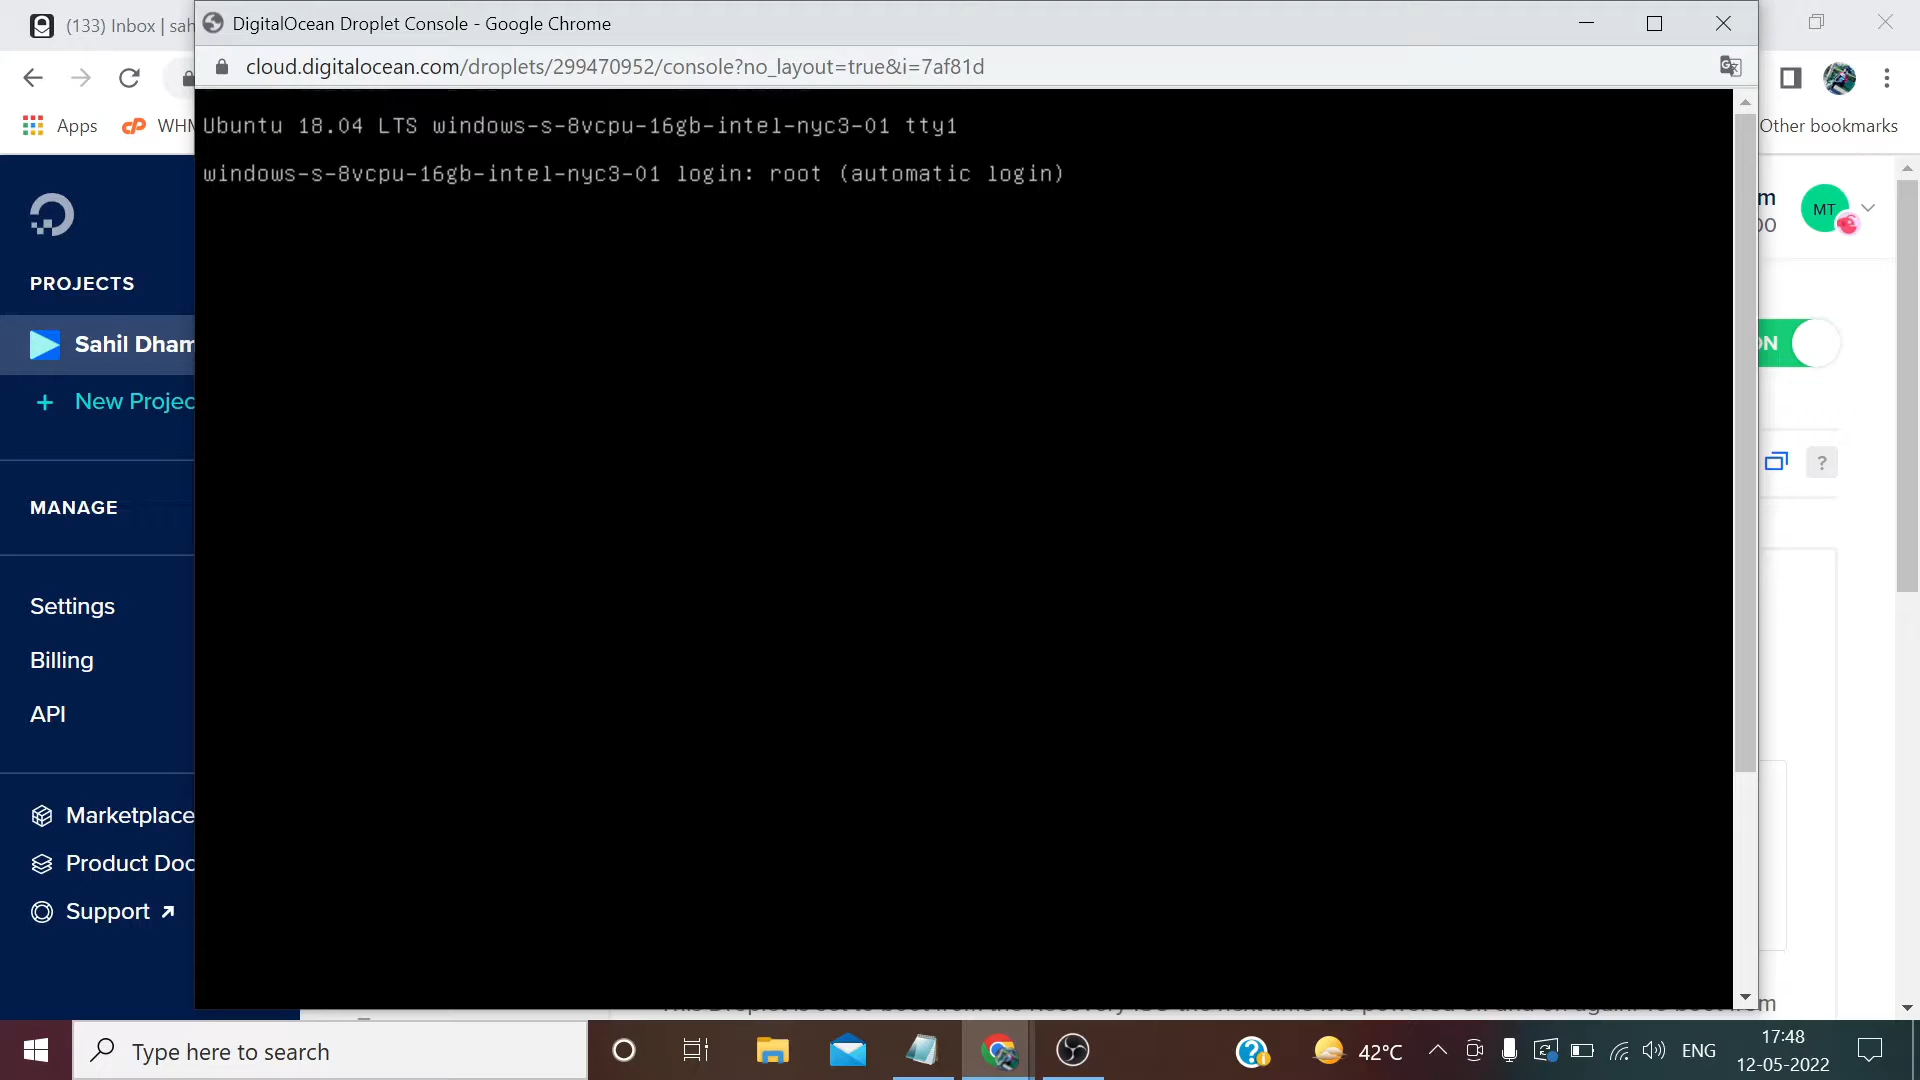 (133) Inbox | sah
DigitalOcean Droplet Console - Google Chrome
cloud.digitalocean.com/droplets/299470952/console?no_layout=true&i=7af81d
Apps
WHM
Other bookmarks
Ubuntu 18.04 LTS windows-s-8vcpu-16gb-intel-nyc3-01 tty1
windows-s-8vcpu-16gb-intel-nyc3-01 login: root (automatic login)
m
00
MT
PROJECTS
Sahil Dham
+ New Projec
ON
?
MANAGE
Settings
Billing
API
Marketplace
Product Doc
Support
m
Type here to search
42°C
ENG
17:48
12-05-2022